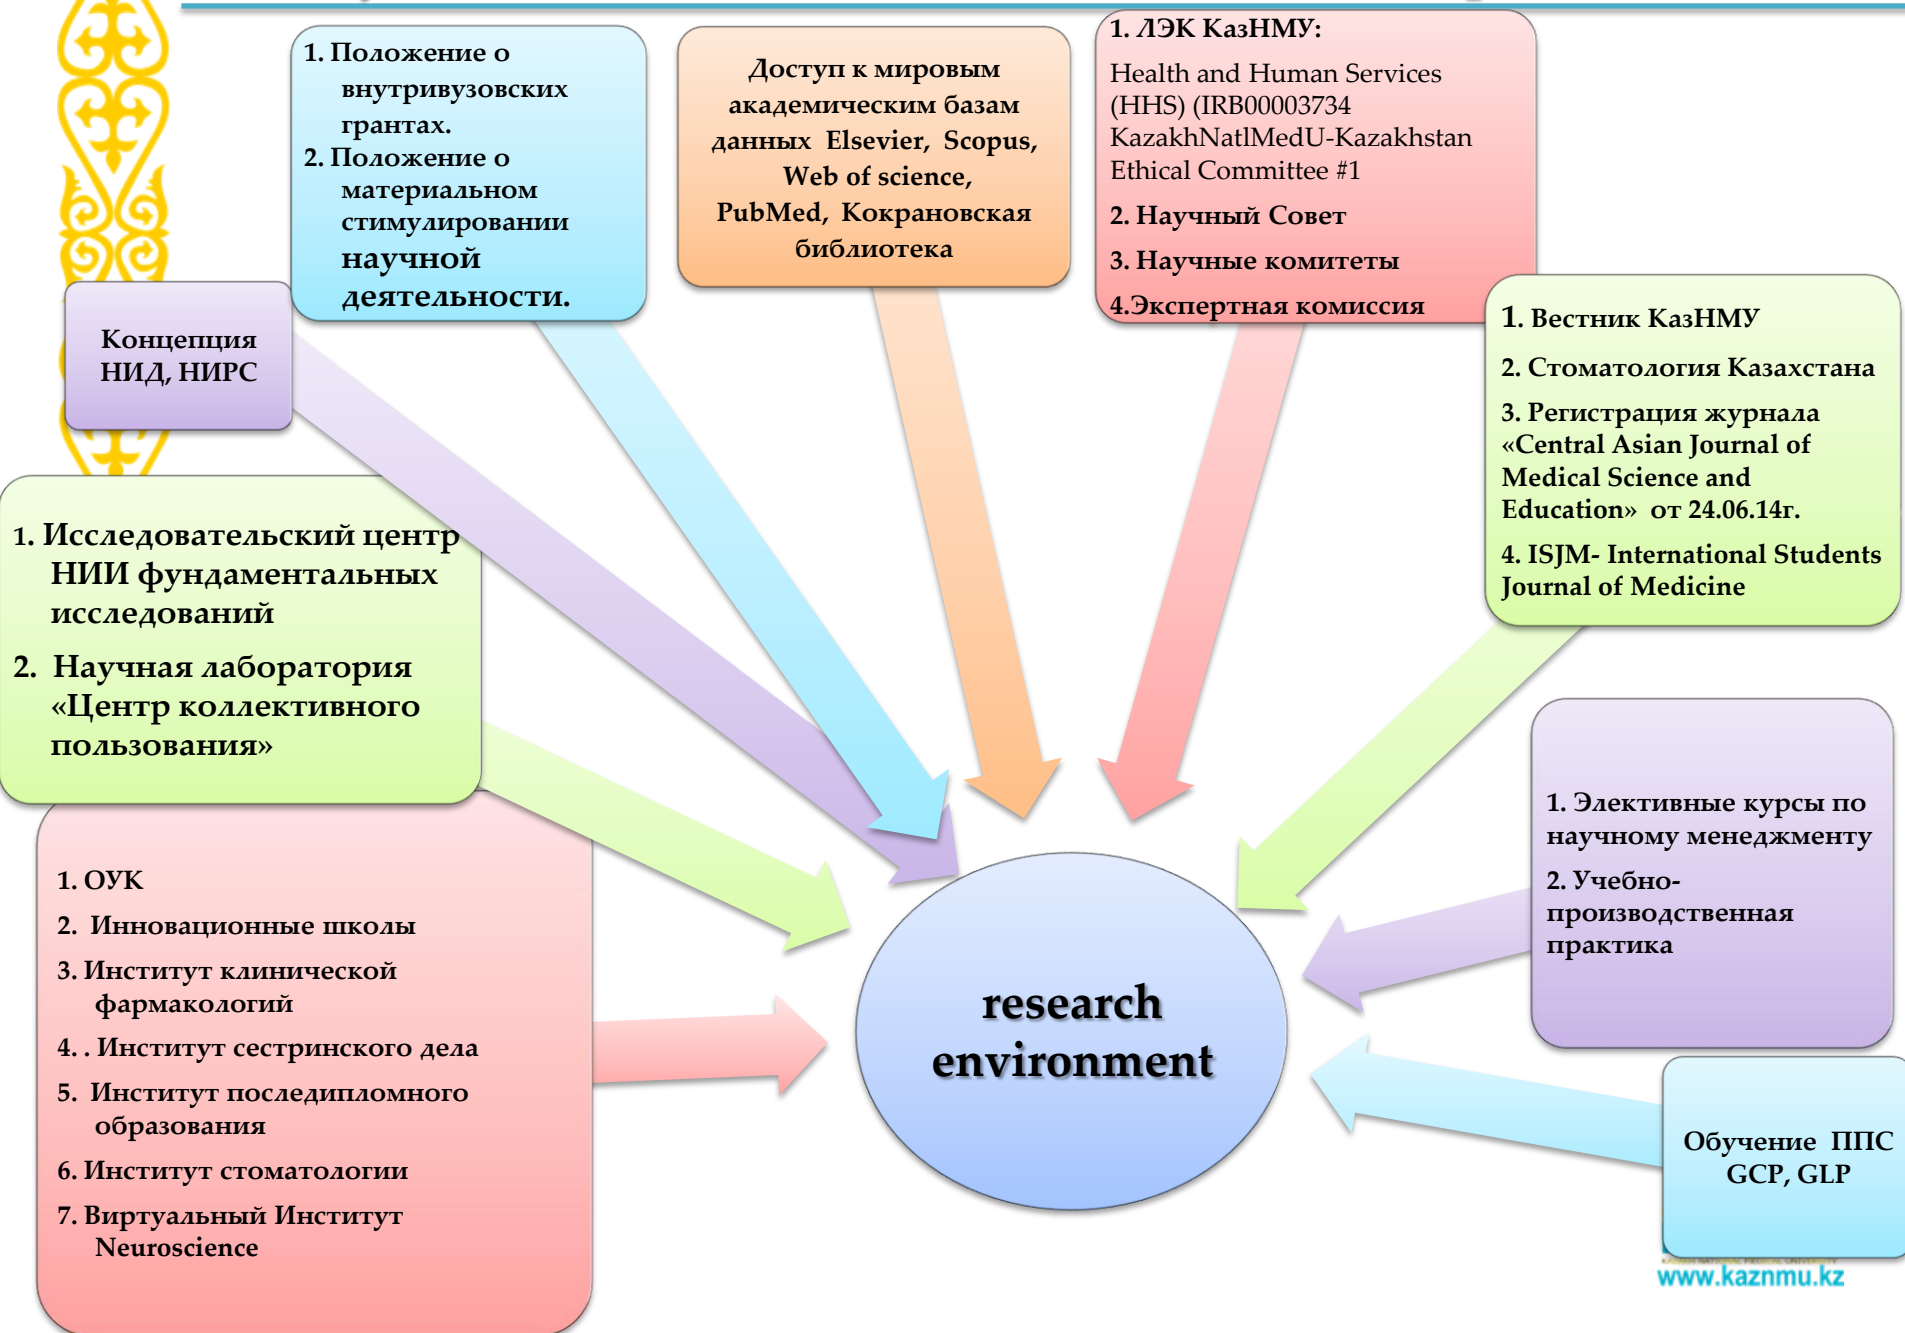 1. Положение о
внутривузовских
грантах.
2. Положение о
материальном
стимулировании
научной
деятельности.
Доступ к мировым
академическим базам
данных Elsevier, Scopus,
Web of science,
PubMed, Кокрановская
библиотека
1. ЛЭК КазНМУ:
Health and Human Services
(HHS) (IRB00003734
KazakhNatlMedU-Kazakhstan
Ethical Committee #1
2. Научный Совет
3. Научные комитеты
4.Экспертная комиссия
1. Вестник КазНМУ
2. Стоматология Казахстана
3. Регистрация журнала
«Central Asian Journal of
Medical Science and
Education» от 24.06.14г.
4. ISJM- International Students
Journal of Medicine
Концепция
НИД, НИРС
1. Исследовательский центр
НИИ фундаментальных
исследований
2. Научная лаборатория
«Центр коллективного
пользования»
1. Элективные курсы по
научному менеджменту
2. Учебно-
производственная
практика
1. ОУК
2. Инновационные школы
3. Институт клинической
фармакологий
4. . Институт сестринского дела
5. Институт последипломного
образования
6. Институт стоматологии
7. Виртуальный Институт
Neuroscience
research
environment
Обучение ППС
GCP, GLP
www.kaznmu.kz